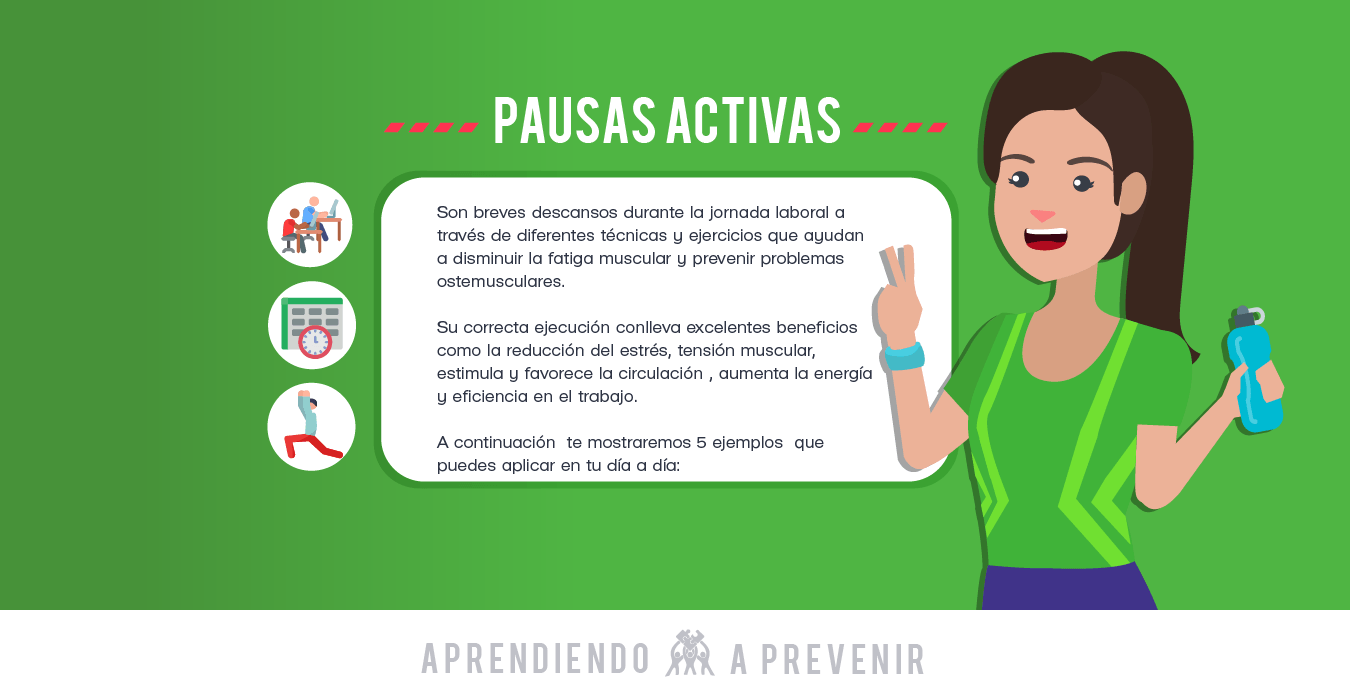 PAUSAS ACTIVAS
Son breves descansos durante la jornada laboral a
través de diferentes técnicas y ejercicios que ayudan
a disminuir la fatiga muscular y prevenir problemas
ostemusculares.
Su correcta ejecución conlleva excelentes beneficios
como la reducción del estrés, tensión muscular,
estimula y favorece la circulación , aumenta la energía
y eficiencia en el trabajo.
A continuación  te mostraremos 5 ejemplos  que
puedes aplicar en tu día a día:
APRENDIENDO A PREVENIR